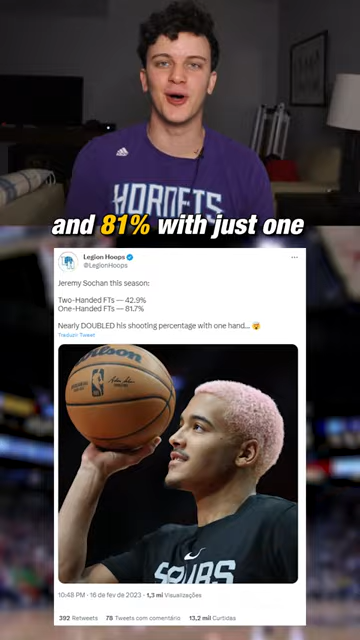 HORNETS
and 81% with just one
Legion Hoops
@LegionHoops
Jeremy Sochan this season:
Two-Handed FTs — 42.9%
One-Handed FTs — 81.7%
Nearly DOUBLED his shooting percentage with one hand... 🤯
Traduzir Tweet
Wilson
SPURS
10:48 PM · 16 de fev de 2023 · 1,3 mi Visualizações
392 Retweets 78 Tweets com comentário 13,2 mil Curtidas